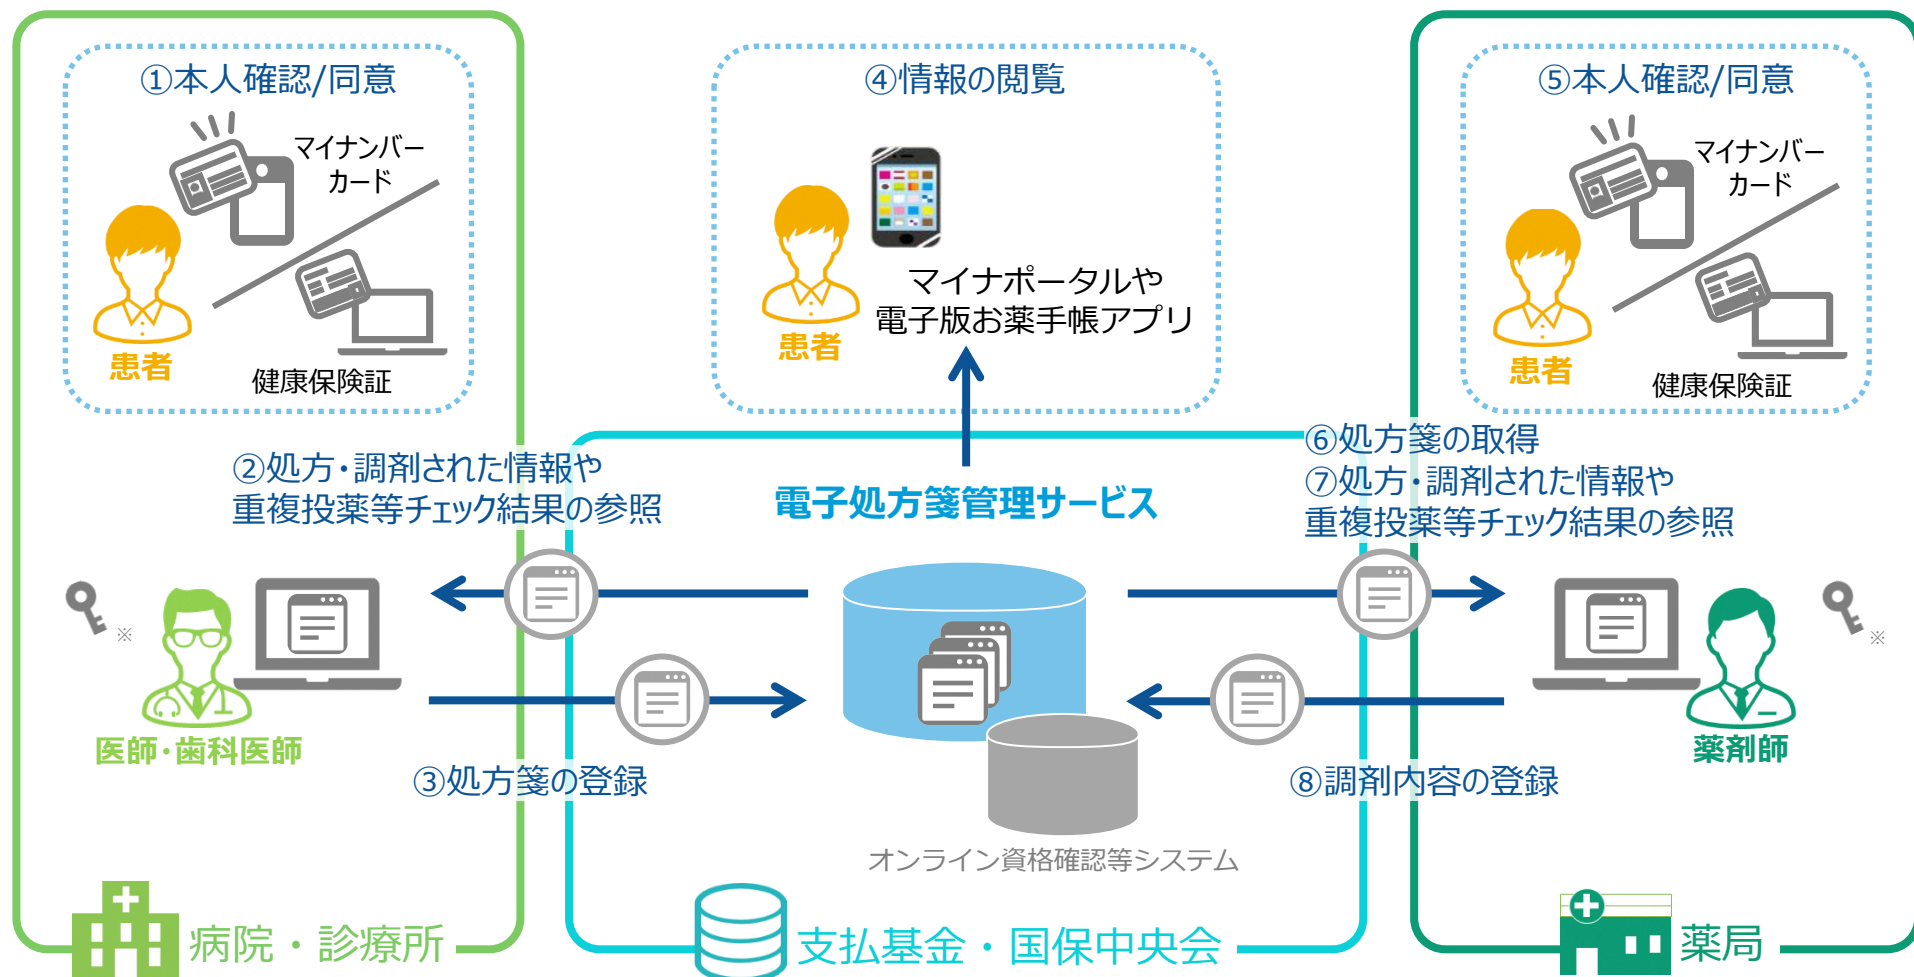 ①本人確認/同意
マイナンバー
カード
患者
健康保険証
④情報の閲覧
マイナポータルや
電子版お薬手帳アプリ
患者
⑤本人確認/同意
マイナンバー
カード
患者
健康保険証
②処方・調剤された情報や
重複投薬等チェック結果の参照
電子処方箋管理サービス
⑥処方箋の取得
⑦処方・調剤された情報や
重複投薬等チェック結果の参照
※
医師・歯科医師
③処方箋の登録
※
薬剤師
⑧調剤内容の登録
オンライン資格確認等システム
病院・診療所
支払基金・国保中央会
薬局